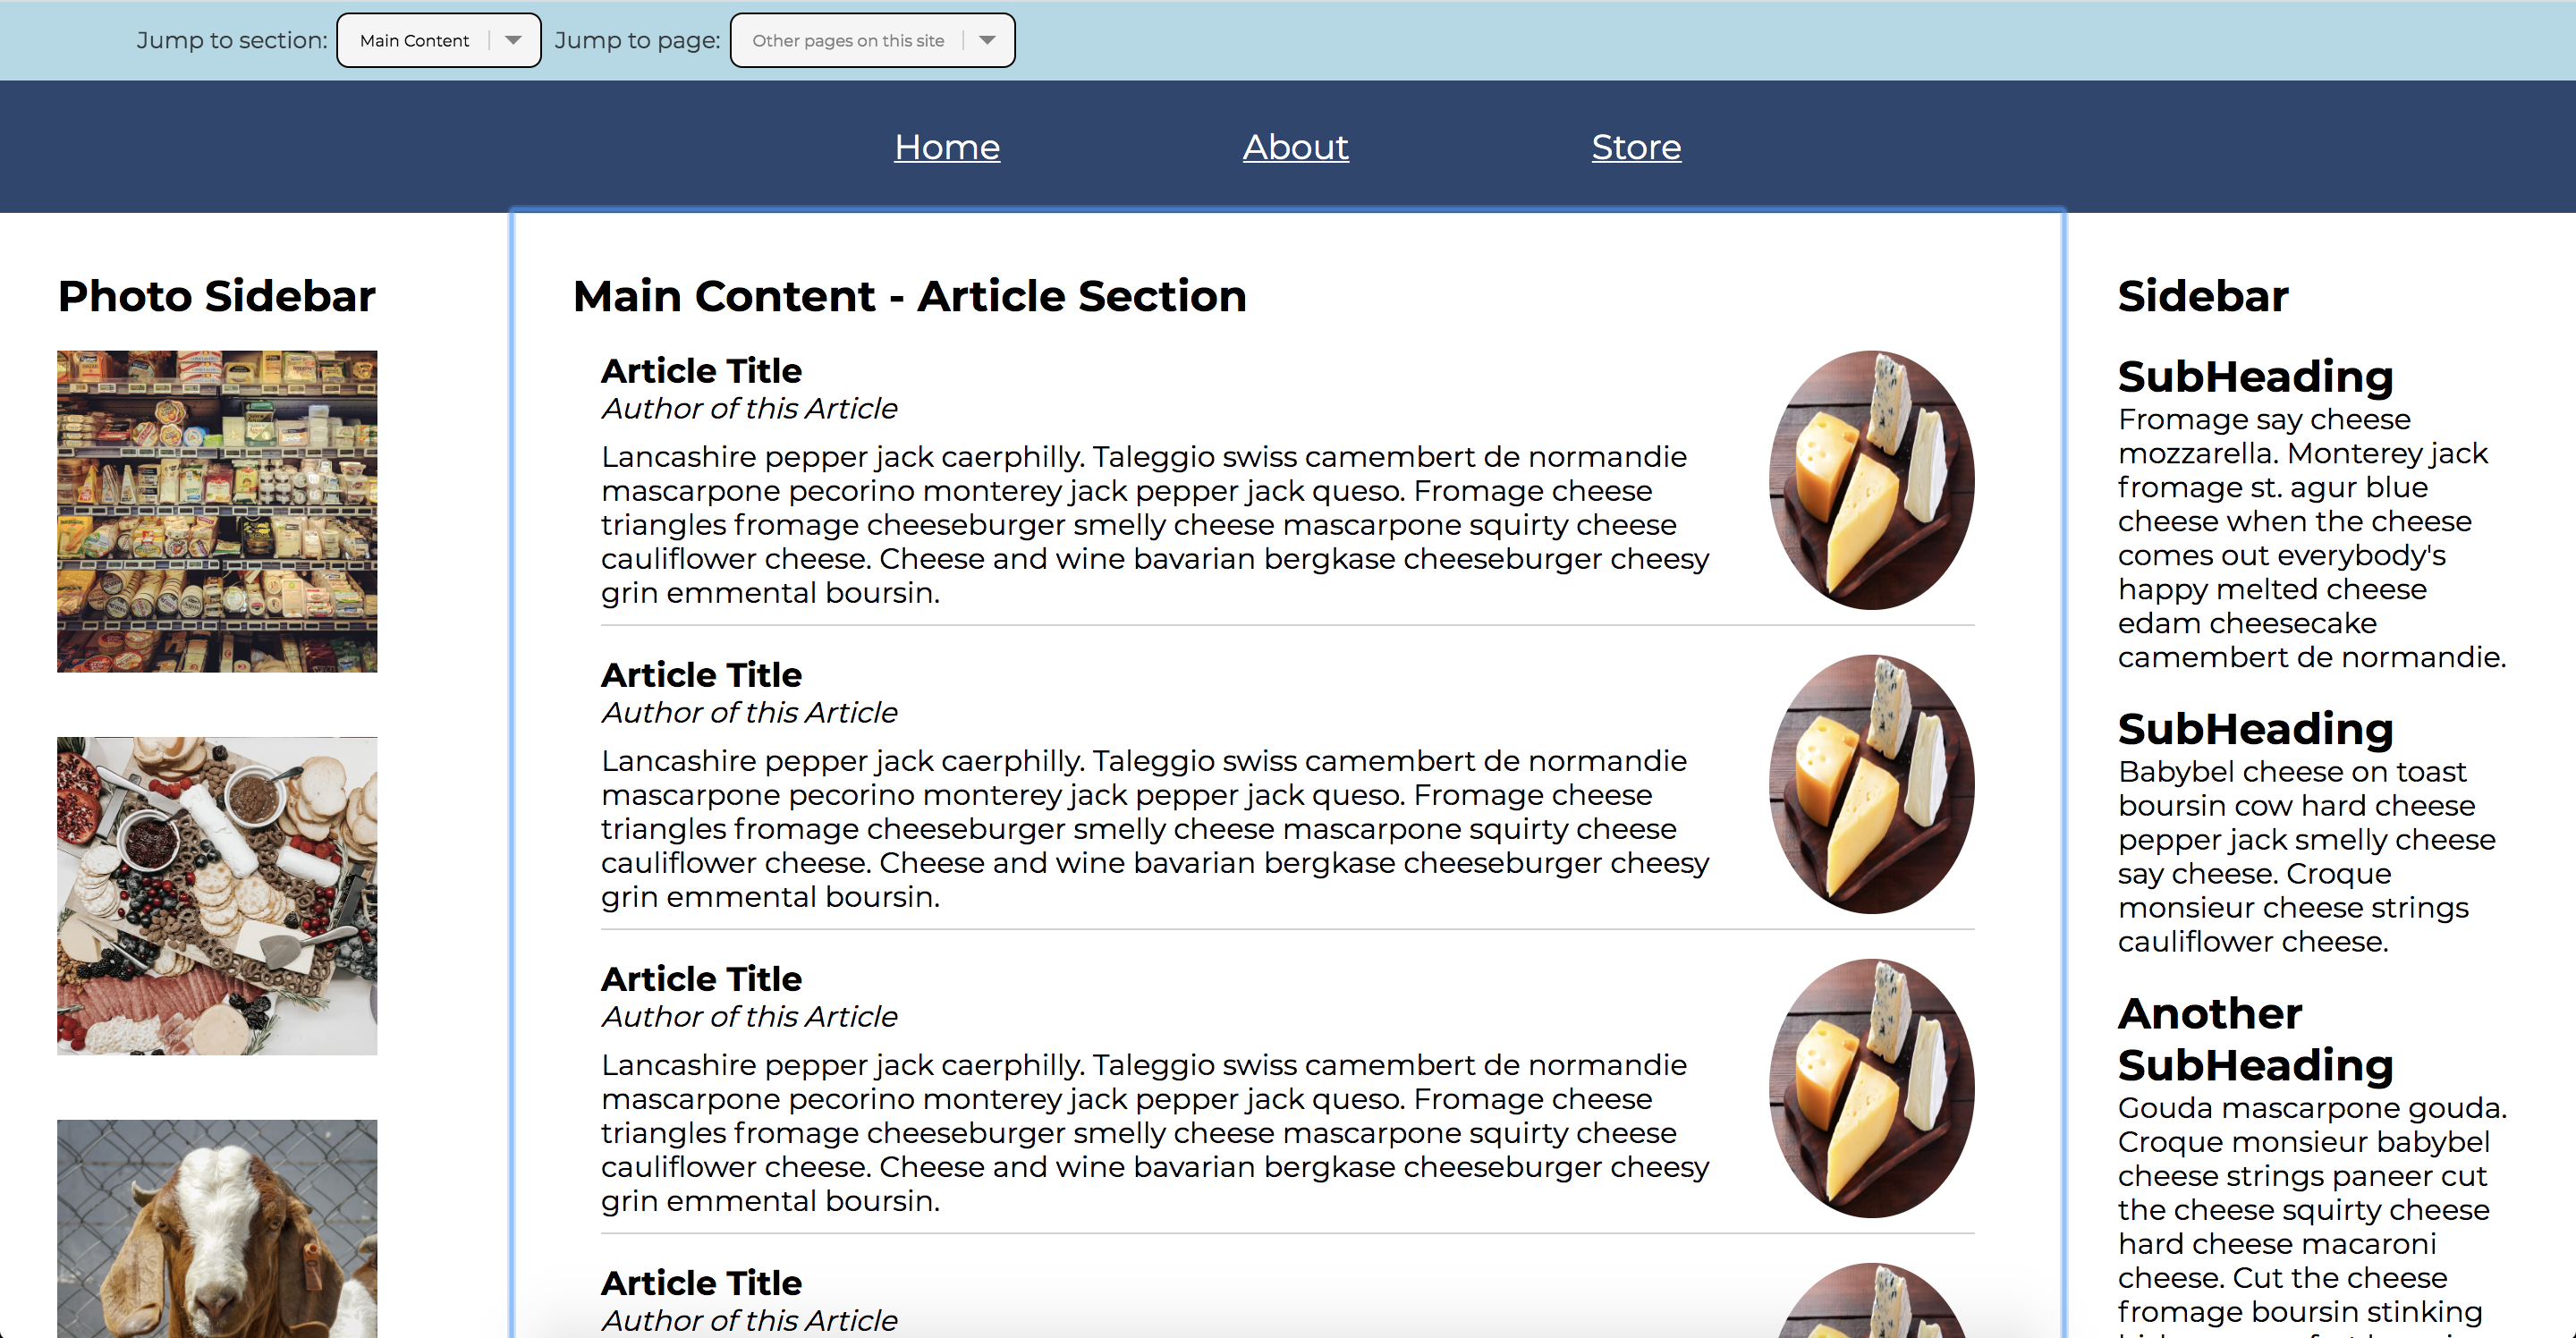 Jump to section: Main Content Jump to page: Other pages on this site
Home About Store
Photo Sidebar
Main Content - Article Section
Article Title
Author of this Article
Lancashire pepper jack caerphilly. Taleggio swiss camembert de normandie
mascarpone pecorino monterey jack pepper jack queso. Fromage cheese
triangles fromage cheeseburger smelly cheese mascarpone squirty cheese
cauliflower cheese. Cheese and wine bavarian bergkase cheeseburger cheesy
grin emmental boursin.
Article Title
Author of this Article
Lancashire pepper jack caerphilly. Taleggio swiss camembert de normandie
mascarpone pecorino monterey jack pepper jack queso. Fromage cheese
triangles fromage cheeseburger smelly cheese mascarpone squirty cheese
cauliflower cheese. Cheese and wine bavarian bergkase cheeseburger cheesy
grin emmental boursin.
Article Title
Author of this Article
Lancashire pepper jack caerphilly. Taleggio swiss camembert de normandie
mascarpone pecorino monterey jack pepper jack queso. Fromage cheese
triangles fromage cheeseburger smelly cheese mascarpone squirty cheese
cauliflower cheese. Cheese and wine bavarian bergkase cheeseburger cheesy
grin emmental boursin.
Article Title
Author of this Article
Sidebar
SubHeading
Fromage say cheese
mozzarella. Monterey jack
fromage st. agur blue
cheese when the cheese
comes out everybody's
happy melted cheese
edam cheesecake
camembert de normandie.
SubHeading
Babybel cheese on toast
boursin cow hard cheese
pepper jack smelly cheese
say cheese. Croque
monsieur cheese strings
cauliflower cheese.
Another
SubHeading
Gouda mascarpone gouda.
Croque monsieur babybel
cheese strings paneer cut
the cheese squirty cheese
hard cheese macaroni
cheese. Cut the cheese
fromage boursin stinking